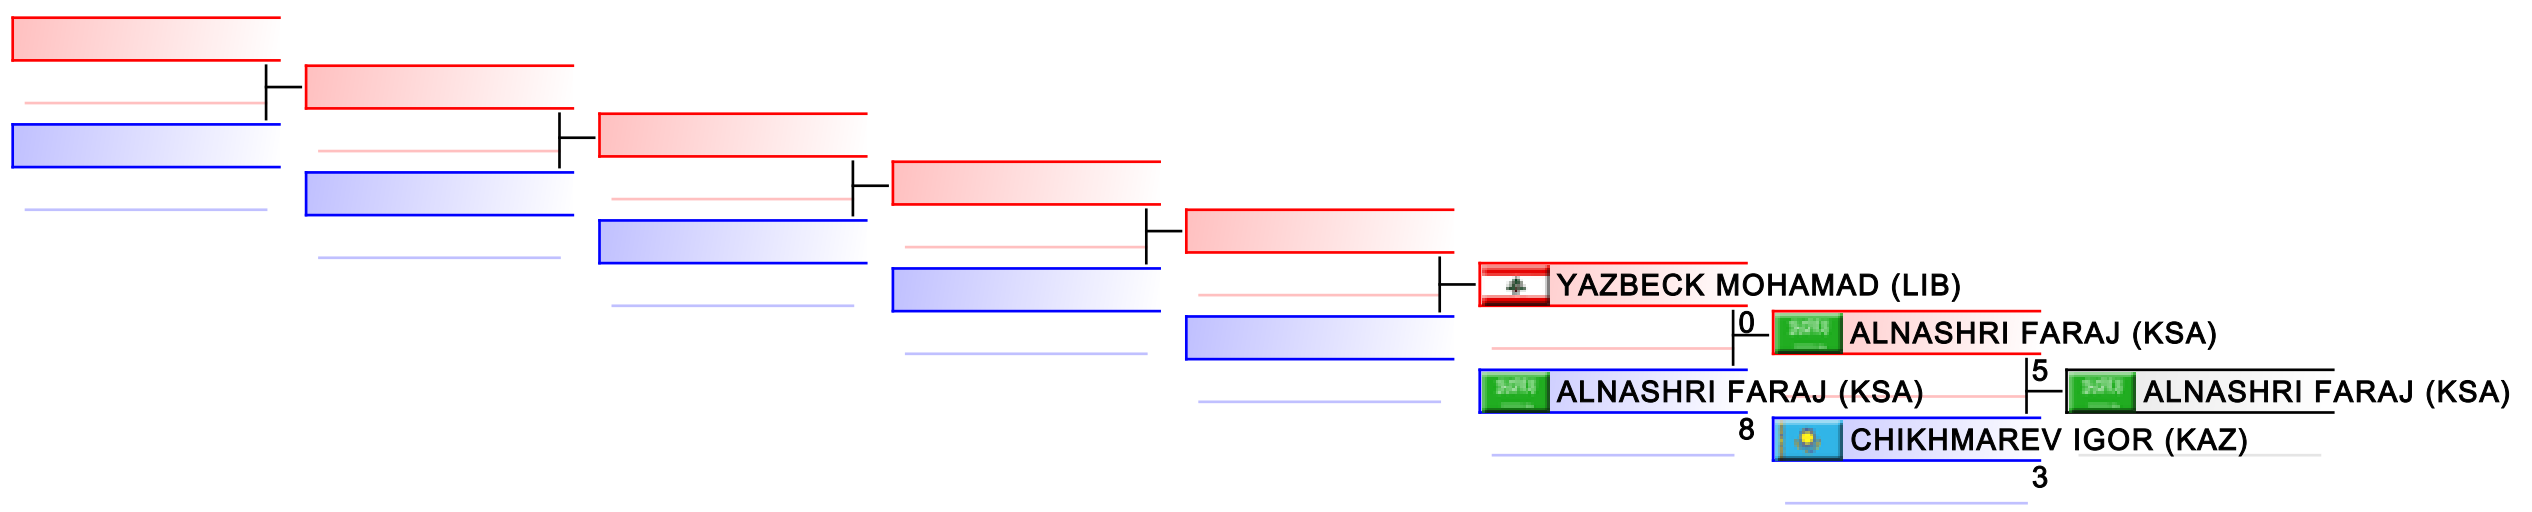 YAZBECK MOHAMAD (LIB)
0
ALNASHRI FARAJ (KSA)
8
ALNASHRI FARAJ (KSA)
5
CHIKHMAREV IGOR (KAZ)
3
ALNASHRI FARAJ (KSA)